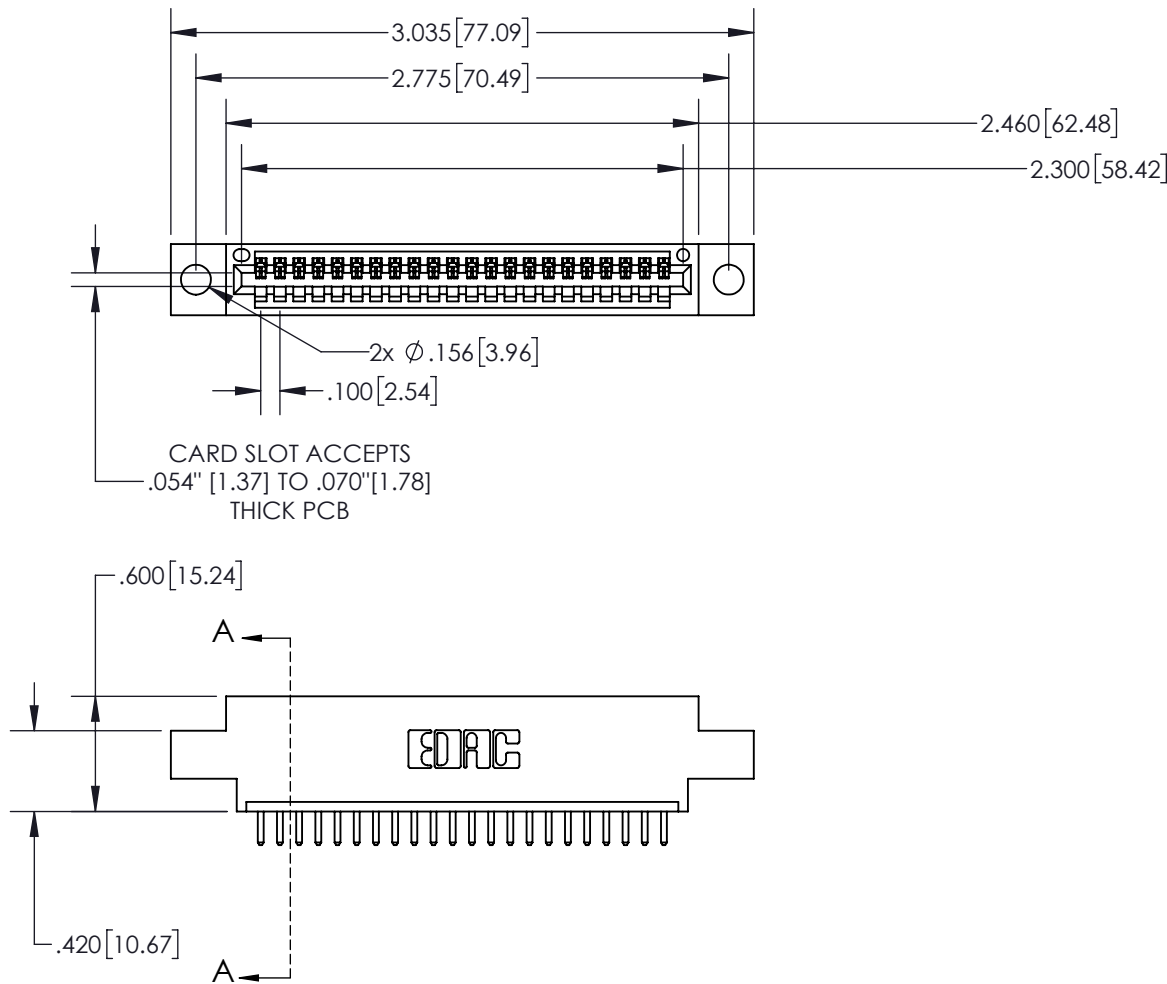 3.035[77.09]
2.775[70.49]
2.460[62.48]
2.300[58.42]
2x Ø.156[3.96]
.100[2.54]
CARD SLOT ACCEPTS
.054" [1.37] TO .070"[1.78]
THICK PCB
.600[15.24]
A
EDAC
.420[10.67]
A